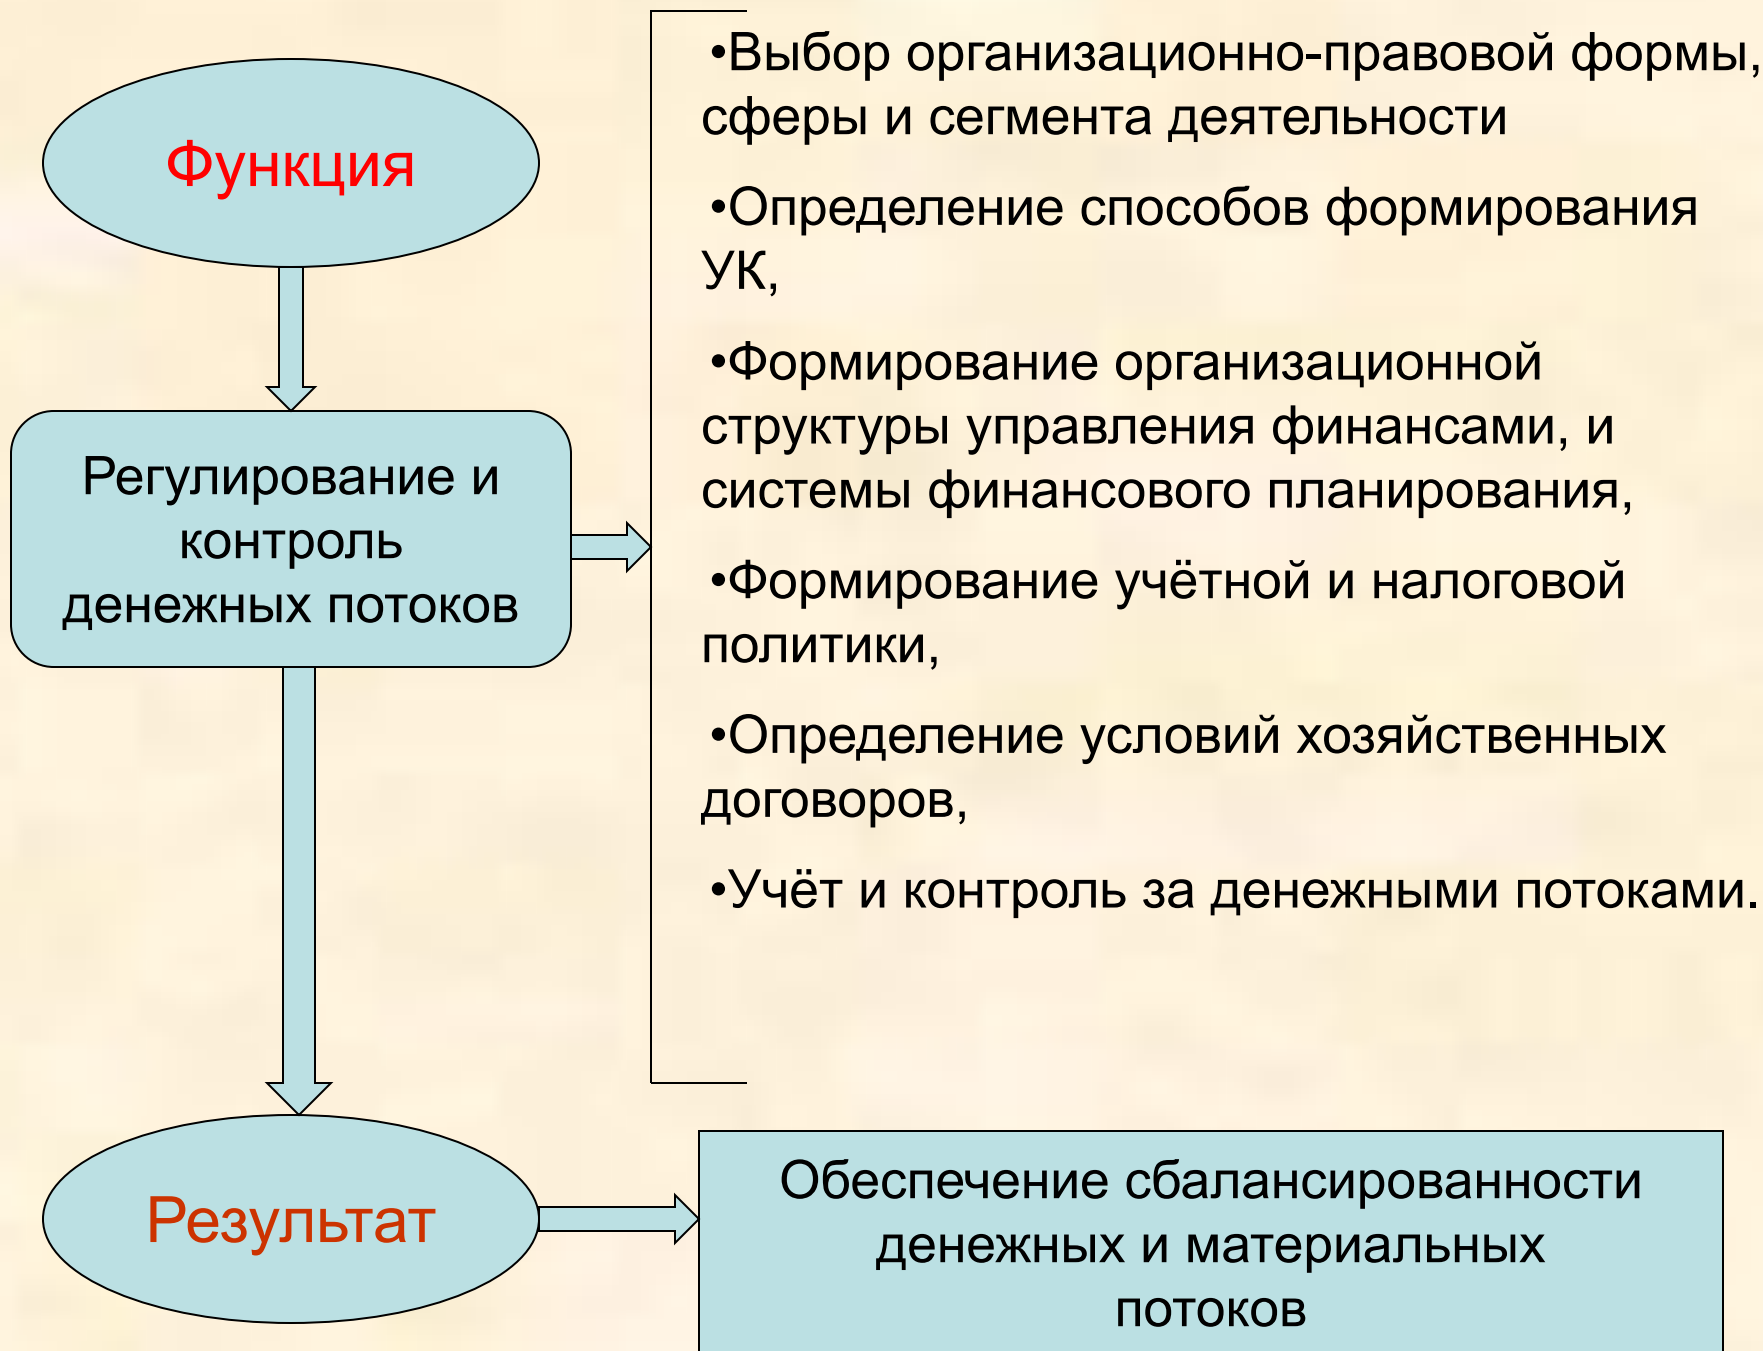 Функция
Регулирование и
контроль
денежных потоков
•Выбор организационно-правовой формы,
сферы и сегмента деятельности
•Определение способов формирования
УК,
•Формирование организационной
структуры управления финансами, и
системы финансового планирования,
•Формирование учётной и налоговой
политики,
•Определение условий хозяйственных
договоров,
•Учёт и контроль за денежными потоками.
Результат
Обеспечение сбалансированности
денежных и материальных
потоков